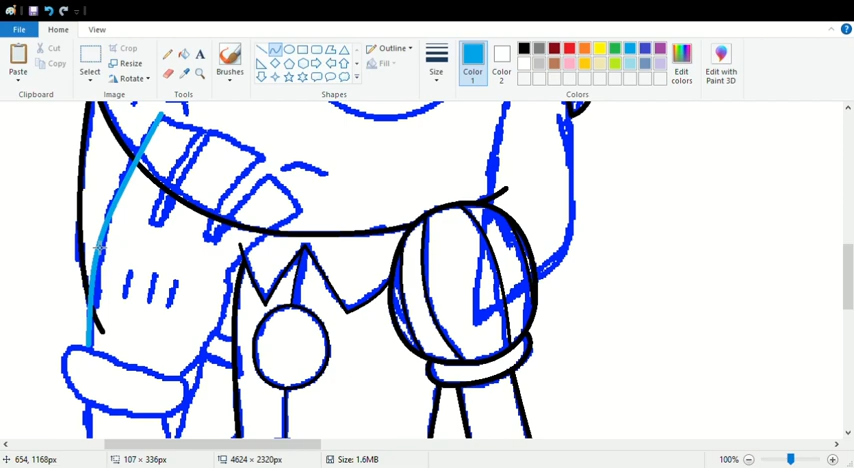 File Home View
Paste
Cut
Copy
Clipboard
Select
Crop
Resize
Rotate
Image
A
Tools
Brushes
Outline
Fill
Shapes
Size
Color
1
Color
2
Edit
colors
Colors
Edit with
Paint 3D
654, 1168px 107 × 336px 4624 × 2320px Size: 1.6MB 100%